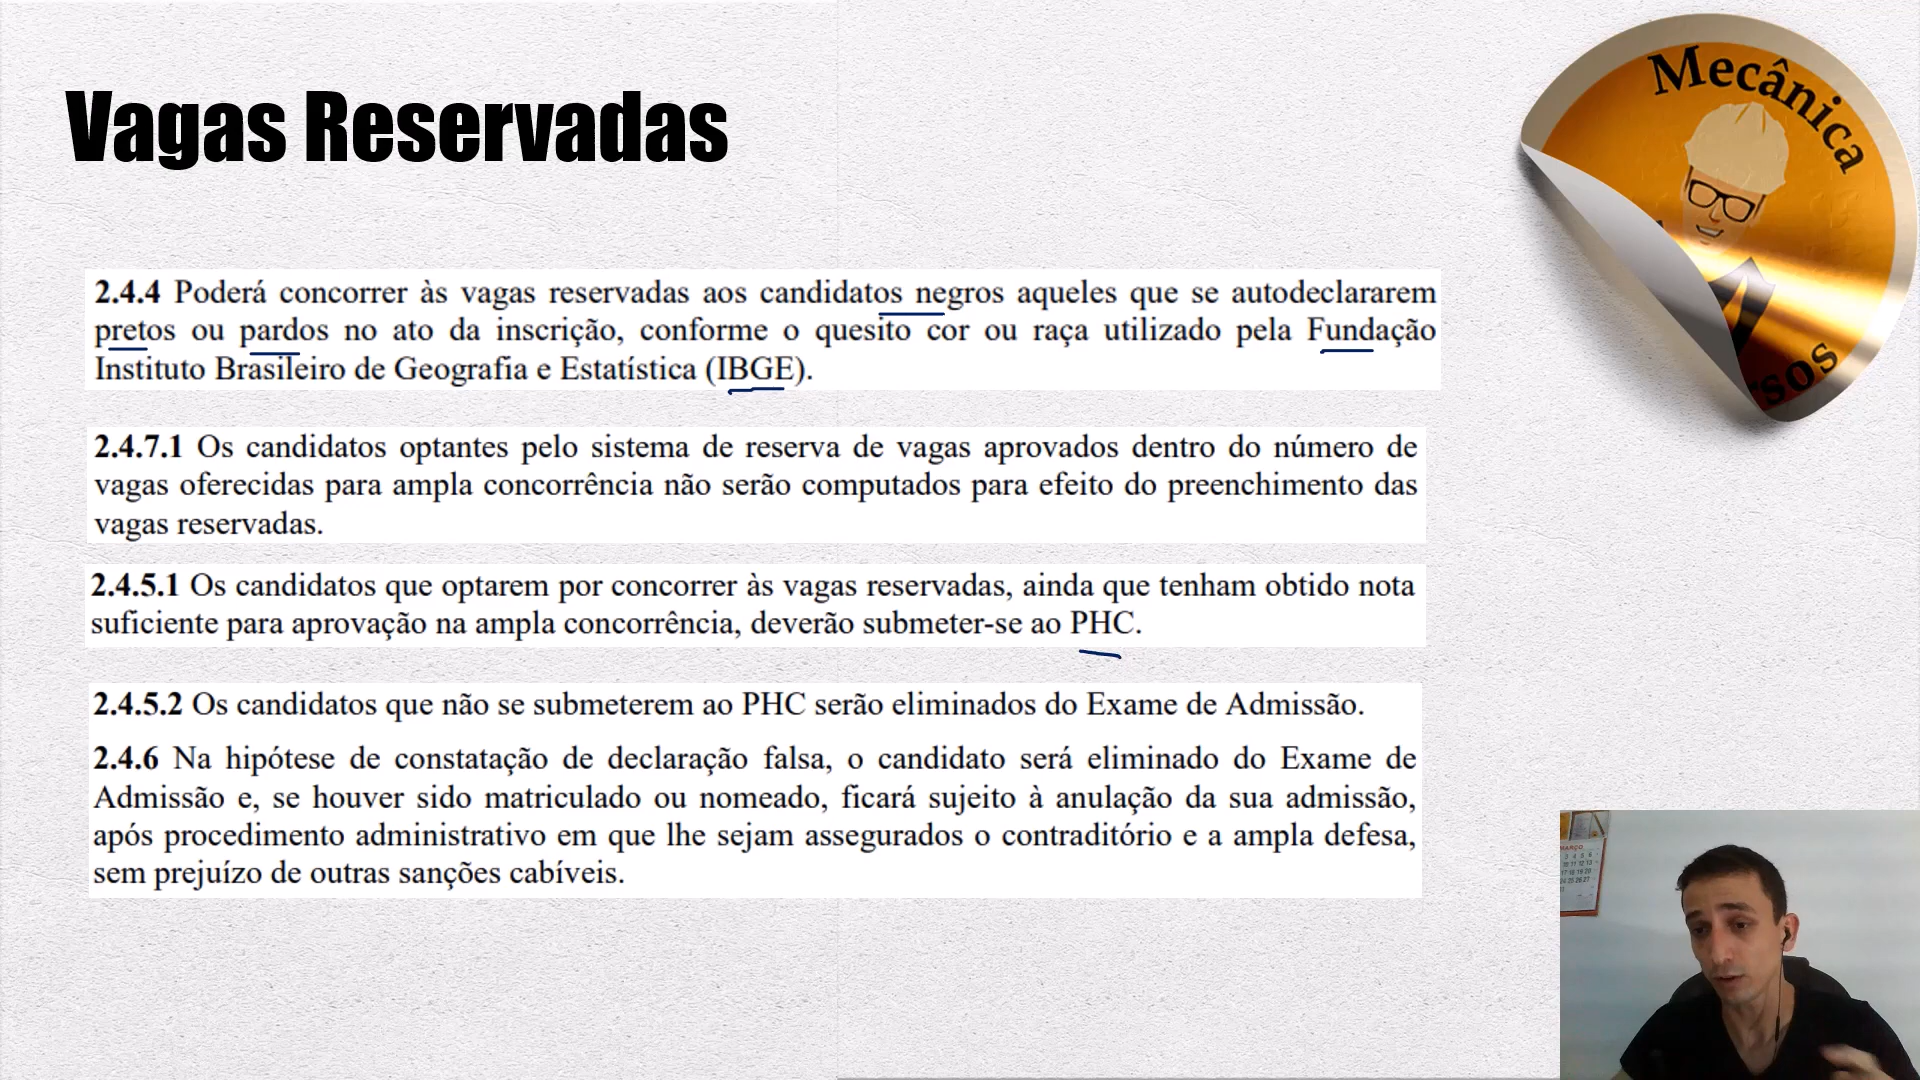 Vagas Reservadas
Mecânica
2.4.4 Poderá concorrer às vagas reservadas aos candidatos negros aqueles que se autodeclararem
pretos ou pardos no ato da inscrição, conforme o quesito cor ou raça utilizado pela Fundação
Instituto Brasileiro de Geografia e Estatística (IBGE).
2.4.7.1 Os candidatos optantes pelo sistema de reserva de vagas aprovados dentro do número de
vagas oferecidas para ampla concorrência não serão computados para efeito do preenchimento das
vagas reservadas.
2.4.5.1 Os candidatos que optarem por concorrer às vagas reservadas, ainda que tenham obtido nota
suficiente para aprovação na ampla concorrência, deverão submeter-se ao PHC.
2.4.5.2 Os candidatos que não se submeterem ao PHC serão eliminados do Exame de Admissão.
2.4.6 Na hipótese de constatação de declaração falsa, o candidato será eliminado do Exame de
Admissão e, se houver sido matriculado ou nomeado, ficará sujeito à anulação da sua admissão,
após procedimento administrativo em que lhe sejam assegurados o contraditório e a ampla defesa,
sem prejuízo de outras sanções cabíveis.